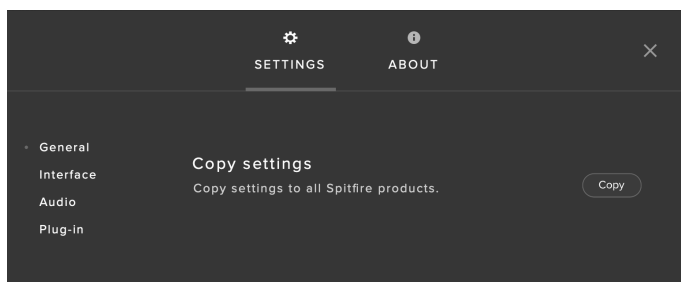 SETTINGS
ABOUT
General
Interface
Audio
Plug-in
Copy settings
Copy settings to all Spitfire products.
Copy